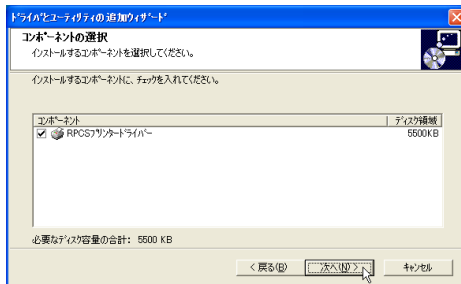 ﾄﾞﾗｲﾊﾞとﾕｰﾃｨﾘﾃｨの追加ｳｨｻﾞｰﾄﾞ
ｺﾝﾎﾟｰﾈﾝﾄの選択
ｲﾝｽﾄｰﾙするｺﾝﾎﾟｰﾈﾝﾄを選択してください。
ｲﾝｽﾄｰﾙするｺﾝﾎﾟｰﾈﾝﾄに、ﾁｪｯｸを入れてください。
ｺﾝﾎﾟｰﾈﾝﾄ ﾃﾞｨｽｸ領域
RPCSﾌﾟﾘﾝﾀｰﾄﾞﾗｲﾊﾞｰ 5500KB
必要なﾃﾞｨｽｸ容量の合計： 5500 KB
< 戻る(B) 次へ(N) > ｷｬﾝｾﾙ